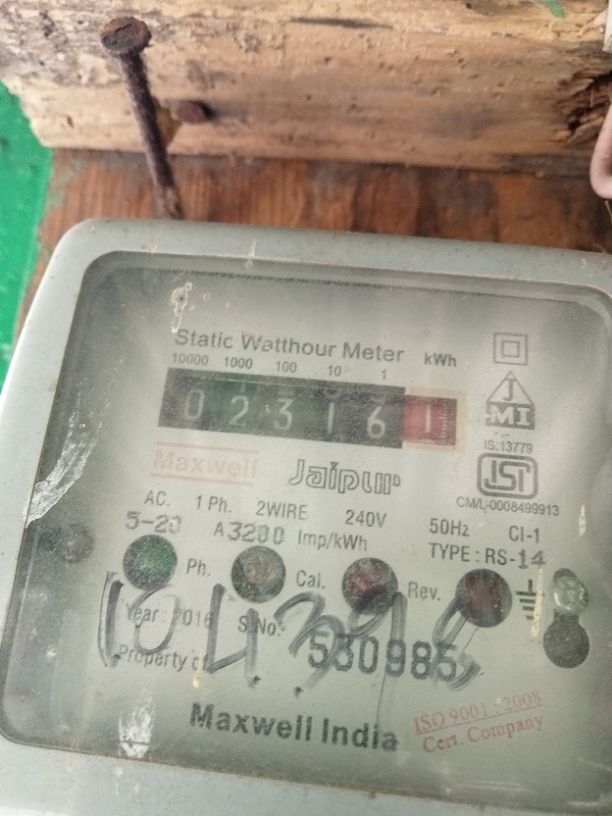 Static Watthour Meter kWh
10000 1000 100 10 1
0 2 3 1 6 1
Maxwell Jaipur
J
MI
IS:13779
ISI
CM/L-0008499913
AC. 1 Ph. 2WIRE 240V 50Hz Cl-1
5-20 A 3200 Imp/kWh TYPE : RS-14
Ph. Cal. Rev.
Year : 2016 S.No. 530985
Property of
Maxwell India
ISO 9001 : 2008
Cert. Company